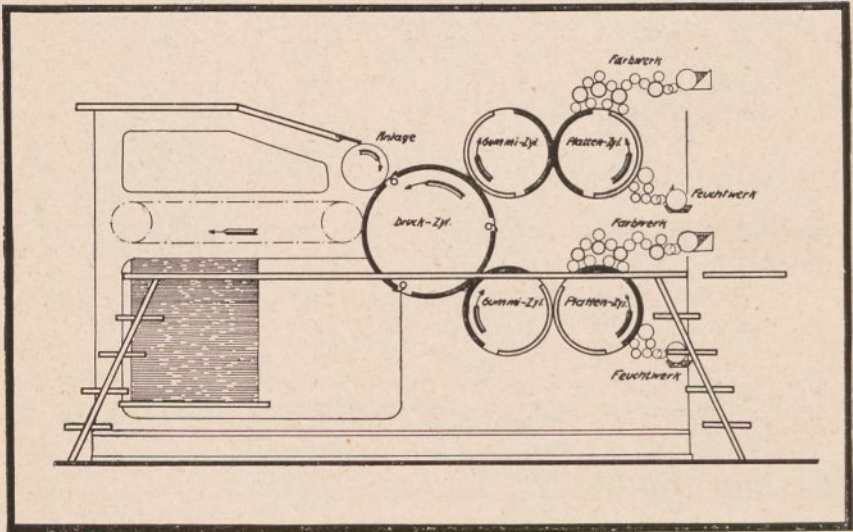 Farbwerk
Anlage
Gummi-Zyl.
Platten-Zyl.
Feuchtwerk
Druck-Zyl.
Farbwerk
Gummi-Zyl.
Platten-Zyl.
Feuchtwerk